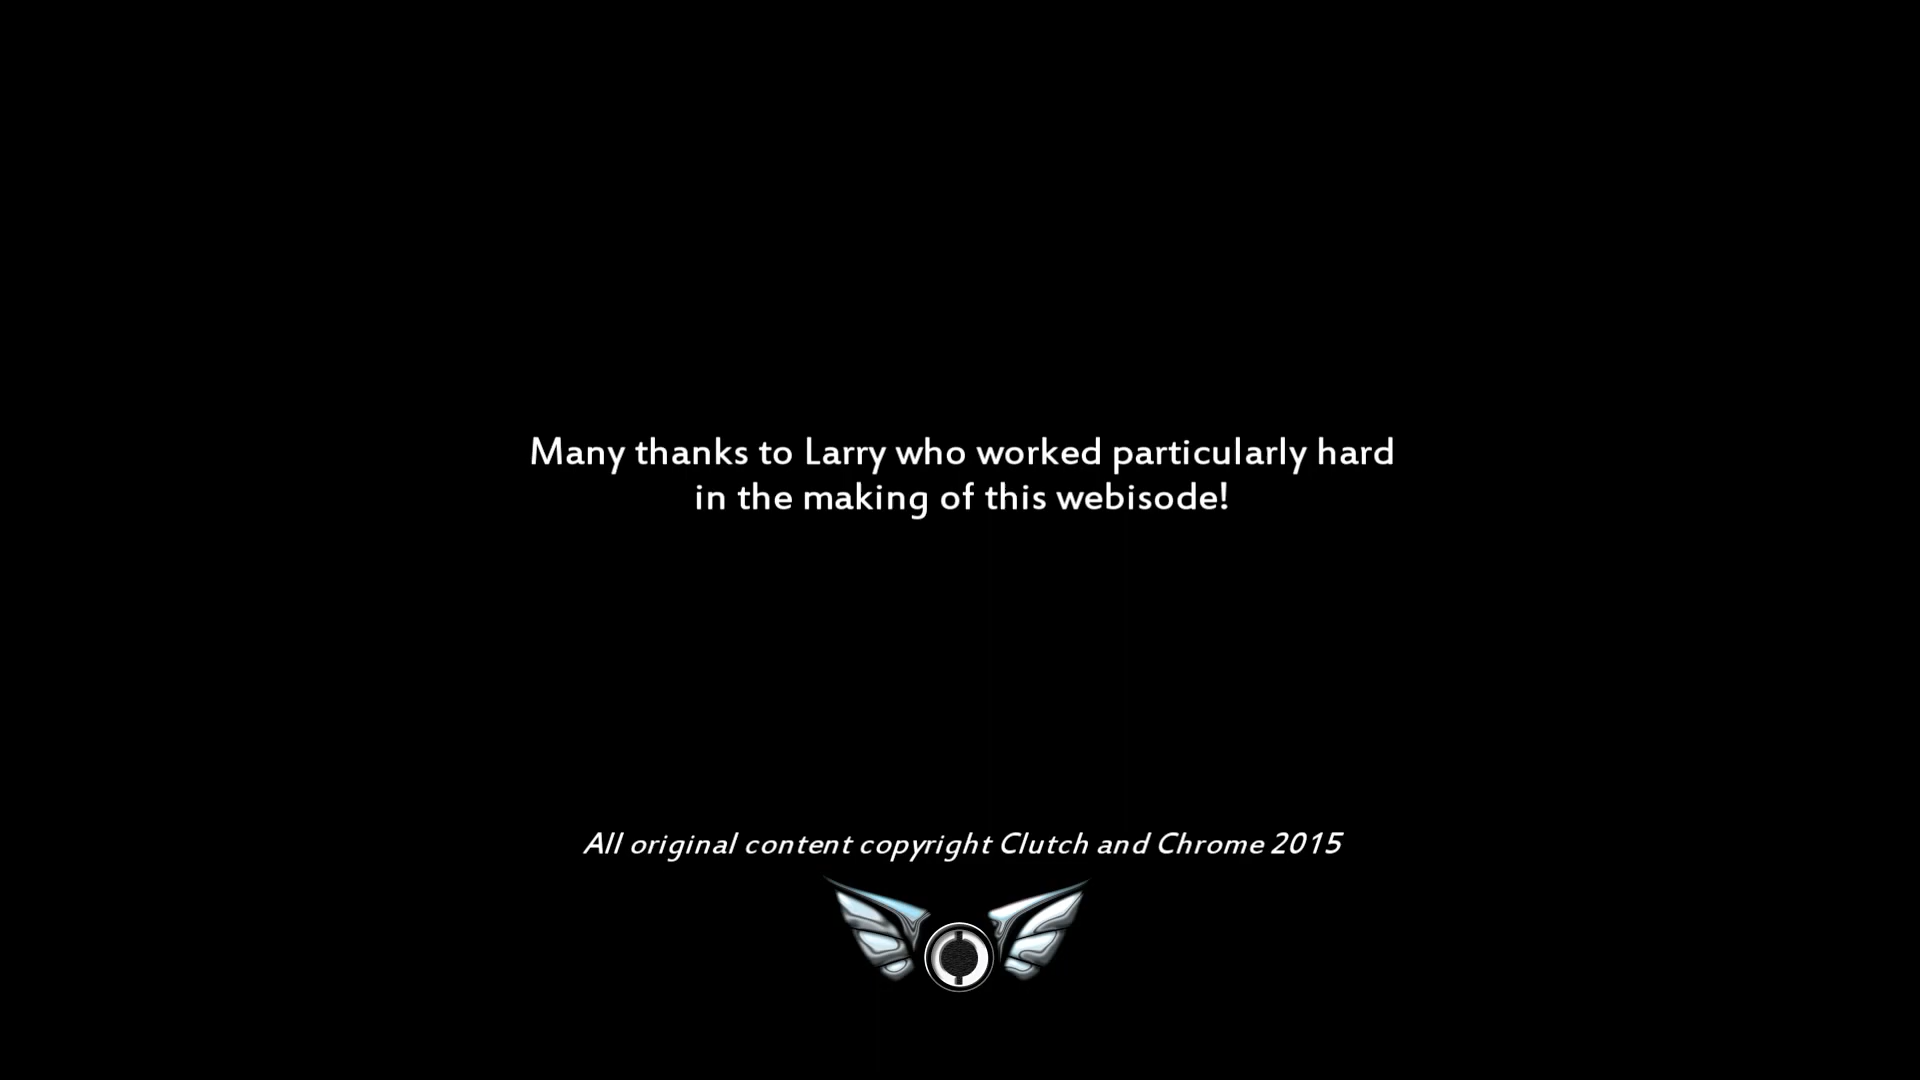 Many thanks to Larry who worked particularly hard
in the making of this webisode!
All original content copyright Clutch and Chrome 2015